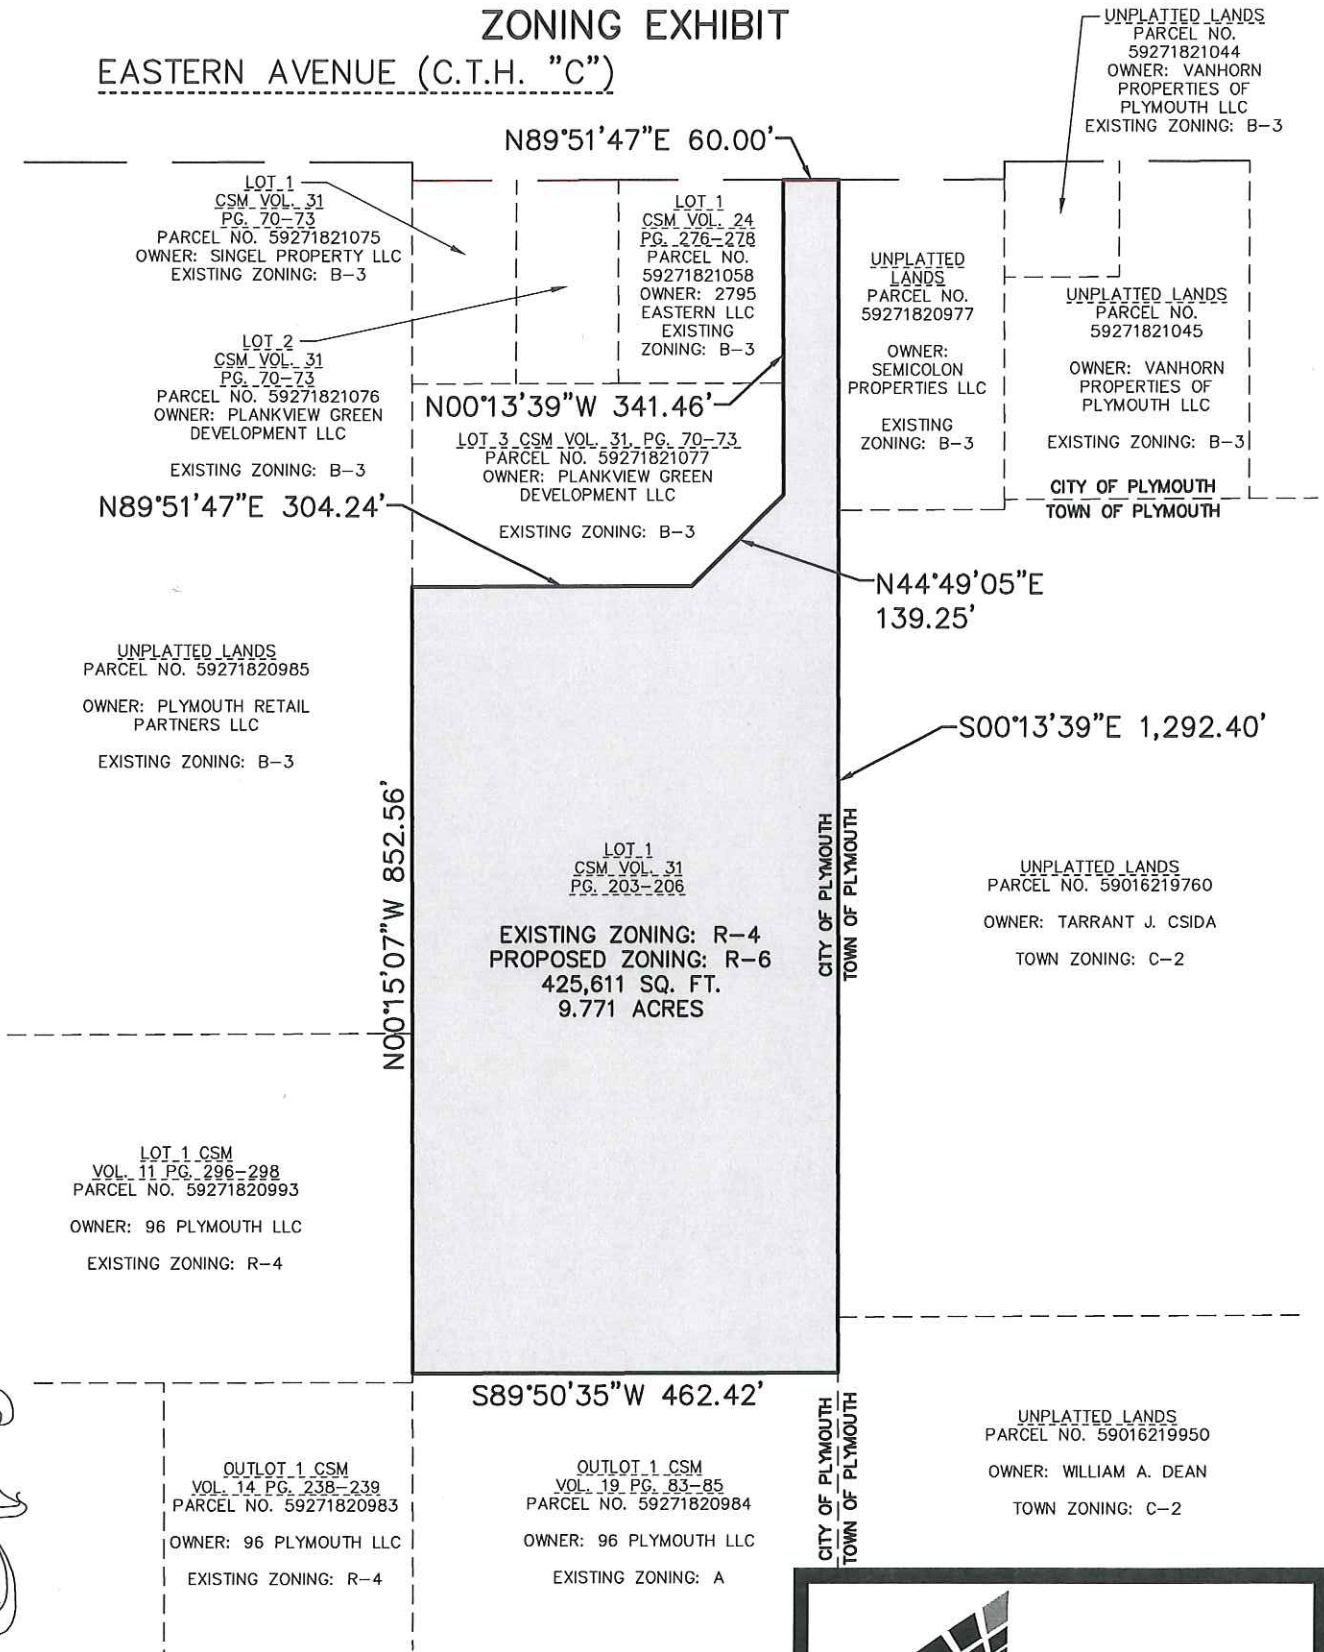 ZONING EXHIBIT
EASTERN AVENUE (C.T.H. "C")
UNPLATTED LANDS
PARCEL NO.
59271821044
OWNER: VANHORN
PROPERTIES OF
PLYMOUTH LLC
EXISTING ZONING: B-3
N89°51'47"E 60.00'
LOT 1
CSM VOL. 31
PG. 70-73
PARCEL NO. 59271821075
OWNER: SINGEL PROPERTY LLC
EXISTING ZONING: B-3
LOT 1
CSM VOL. 24
PG. 276-278
PARCEL NO.
59271821058
OWNER: 2795
EASTERN LLC
EXISTING
ZONING: B-3
UNPLATTED
LANDS
PARCEL NO.
59271820977
OWNER:
SEMICOLON
PROPERTIES LLC
EXISTING
ZONING: B-3
UNPLATTED LANDS
PARCEL NO.
59271821045
OWNER: VANHORN
PROPERTIES OF
PLYMOUTH LLC
EXISTING ZONING: B-3
LOT 2
CSM VOL. 31
PG. 70-73
PARCEL NO. 59271821076
OWNER: PLANKVIEW GREEN
DEVELOPMENT LLC
EXISTING ZONING: B-3
N00°13'39"W 341.46'
LOT 3 CSM VOL. 31, PG. 70-73
PARCEL NO. 59271821077
OWNER: PLANKVIEW GREEN
DEVELOPMENT LLC
EXISTING ZONING: B-3
CITY OF PLYMOUTH
TOWN OF PLYMOUTH
N89°51'47"E 304.24'
N44°49'05"E
139.25'
UNPLATTED LANDS
PARCEL NO. 59271820985
OWNER: PLYMOUTH RETAIL
PARTNERS LLC
EXISTING ZONING: B-3
S00°13'39"E 1,292.40'
N00°15'07"W 852.56'
LOT 1
CSM VOL. 31
PG. 203-206
EXISTING ZONING: R-4
PROPOSED ZONING: R-6
425,611 SQ. FT.
9.771 ACRES
CITY OF PLYMOUTH
TOWN OF PLYMOUTH
UNPLATTED LANDS
PARCEL NO. 59016219760
OWNER: TARRANT J. CSIDA
TOWN ZONING: C-2
LOT 1 CSM
VOL. 11 PG. 296-298
PARCEL NO. 59271820993
OWNER: 96 PLYMOUTH LLC
EXISTING ZONING: R-4
S89°50'35"W 462.42'
OUTLOT 1 CSM
VOL. 14 PG. 238-239
PARCEL NO. 59271820983
OWNER: 96 PLYMOUTH LLC
EXISTING ZONING: R-4
OUTLOT 1 CSM
VOL. 19 PG. 83-85
PARCEL NO. 59271820984
OWNER: 96 PLYMOUTH LLC
EXISTING ZONING: A
CITY OF PLYMOUTH
TOWN OF PLYMOUTH
UNPLATTED LANDS
PARCEL NO. 59016219950
OWNER: WILLIAM A. DEAN
TOWN ZONING: C-2